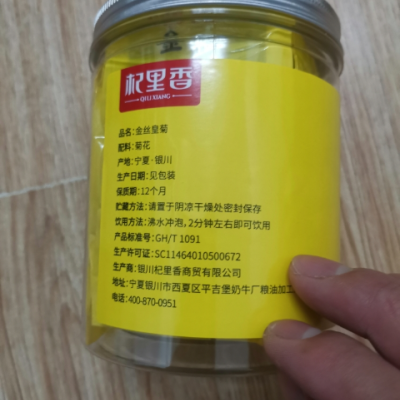 杞里香
QILIXIANG
品名:金丝皇菊
配料:菊花
产地:宁夏·银川
生产日期:见包装
保质期:12个月
贮藏方法:请置于阴凉干燥处密封保存
饮用方法:沸水冲泡,2分钟左右即可饮用
产品标准号:GH/T 1091
生产许可证:SC11464010500672
生产商:银川杞里香商贸有限公司
地址:宁夏银川市西夏区平吉堡奶牛厂粮油加工
电话:400-870-0951